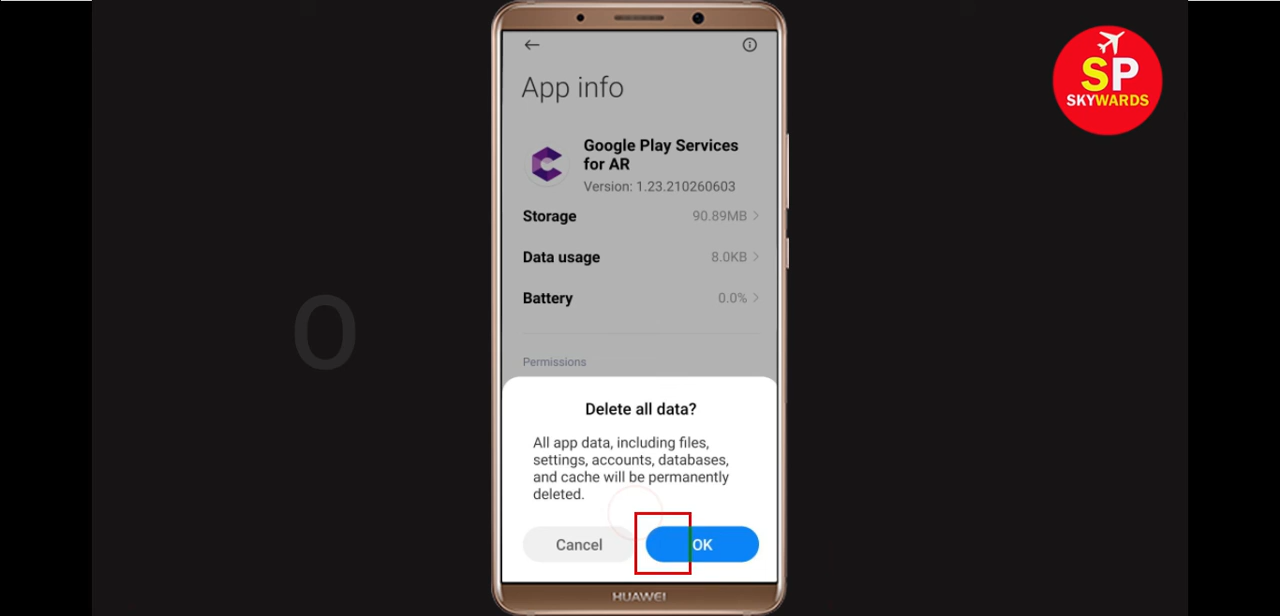 App info
Google Play Services
for AR
Version: 1.23.210260603
Storage 90.89MB
Data usage 8.0KB
Battery 0.0%
Permissions
Delete all data?
All app data, including files,
settings, accounts, databases,
and cache will be permanently
deleted.
Cancel OK
HUAWEI
SP
SKYWARDS
O